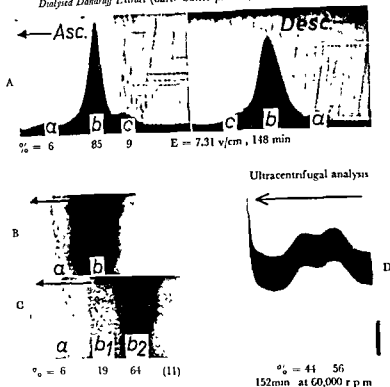 Dialysed Dandruff
Asc. Desc.
A
a b c c b a
% = 6 85 9 E = 7.31 v/cm , 148 min
Ultracentrifugal analysis
B
a b
D
C
a b1 b2
% = 6 19 64 (11)
% = 44 56
152min at 60,000 r p m